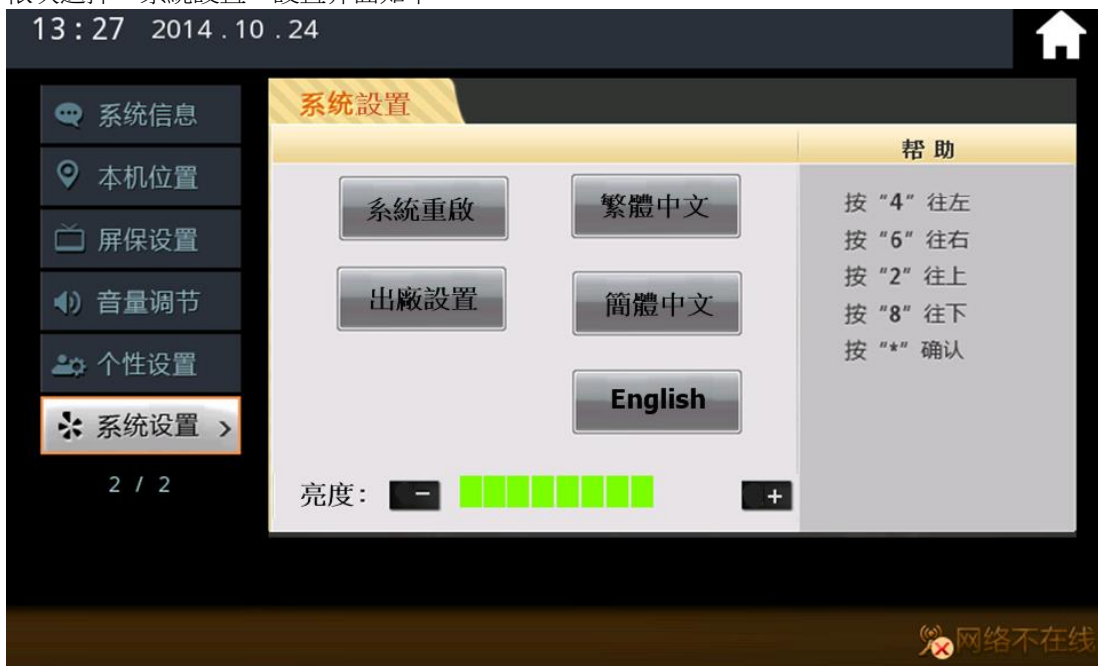 13:27 2014.10.24
系统信息
本机位置
屏保设置
音量调节
个性设置
系统设置 >
2 / 2
系统設置
系統重啟
繁體中文
出廠設置
簡體中文
English
亮度: - +
帮助
按 "4" 往左
按 "6" 往右
按 "2" 往上
按 "8" 往下
按 "*" 确认
网络不在线